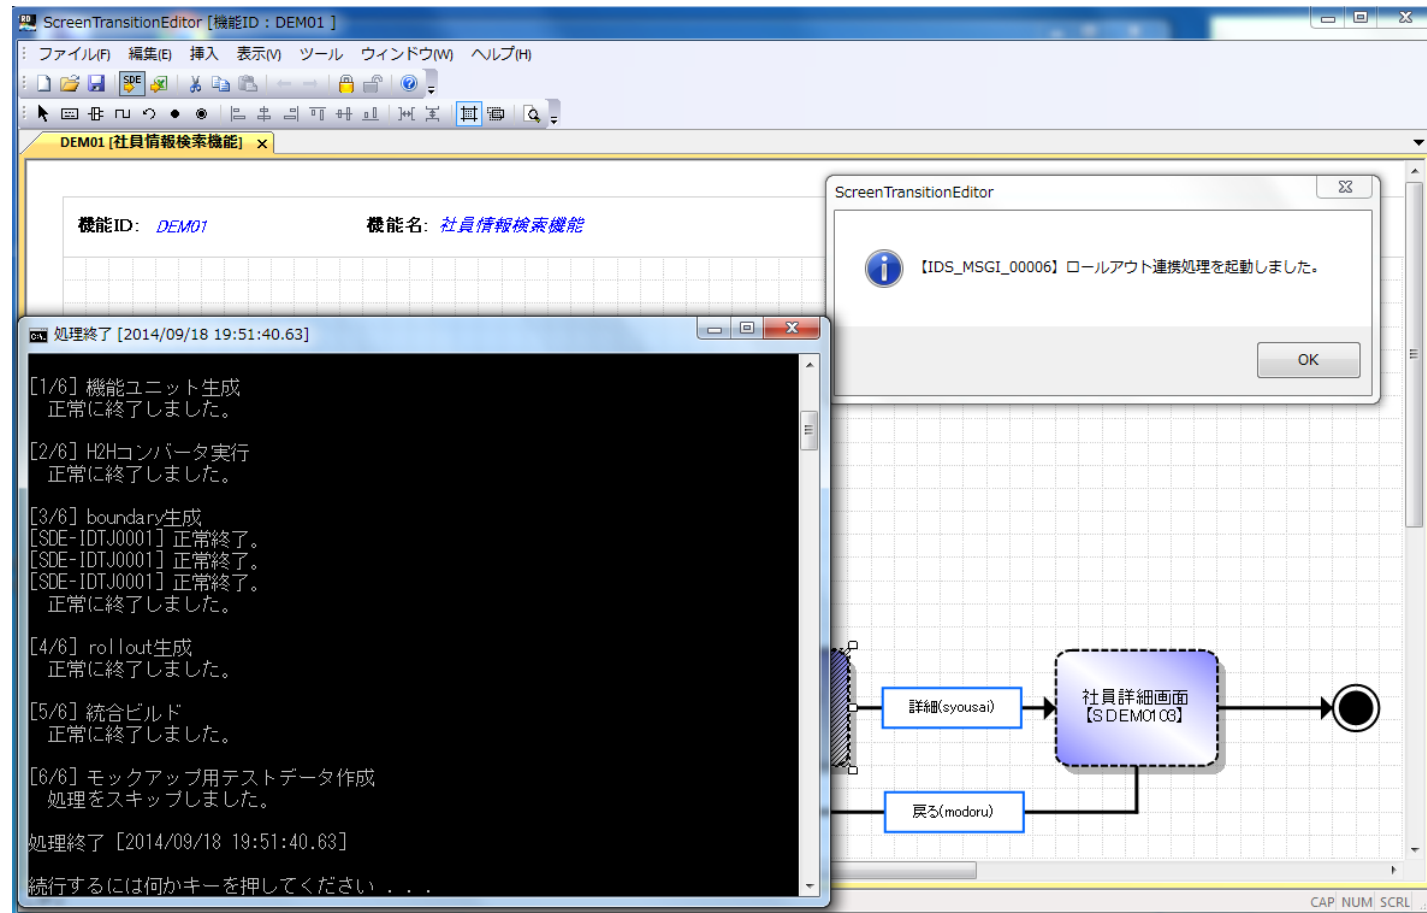 ScreenTransitionEditor [機能ID : DEM01 ]
ファイル(F) 編集(E) 挿入 表示(V) ツール ウィンドウ(W) ヘルプ(H)
SDE
DEM01 [社員情報検索機能]
機能ID: DEM01 機能名: 社員情報検索機能
ScreenTransitionEditor
【IDS_MSGI_00006】ロールアウト連携処理を起動しました。
OK
処理終了 [2014/09/18 19:51:40.63]
[1/6] 機能ユニット生成
正常に終了しました。
[2/6] H2Hコンバータ実行
正常に終了しました。
[3/6] boundary生成
[SDE-IDTJ0001] 正常終了。
[SDE-IDTJ0001] 正常終了。
[SDE-IDTJ0001] 正常終了。
正常に終了しました。
[4/6] rollout生成
正常に終了しました。
[5/6] 統合ビルド
正常に終了しました。
[6/6] モックアップ用テストデータ作成
処理をスキップしました。
処理終了 [2014/09/18 19:51:40.63]
続行するには何かキーを押してください . . .
詳細(syousai)
社員詳細画面
【SDEM0103】
戻る(modoru)
CAP NUM SCRL